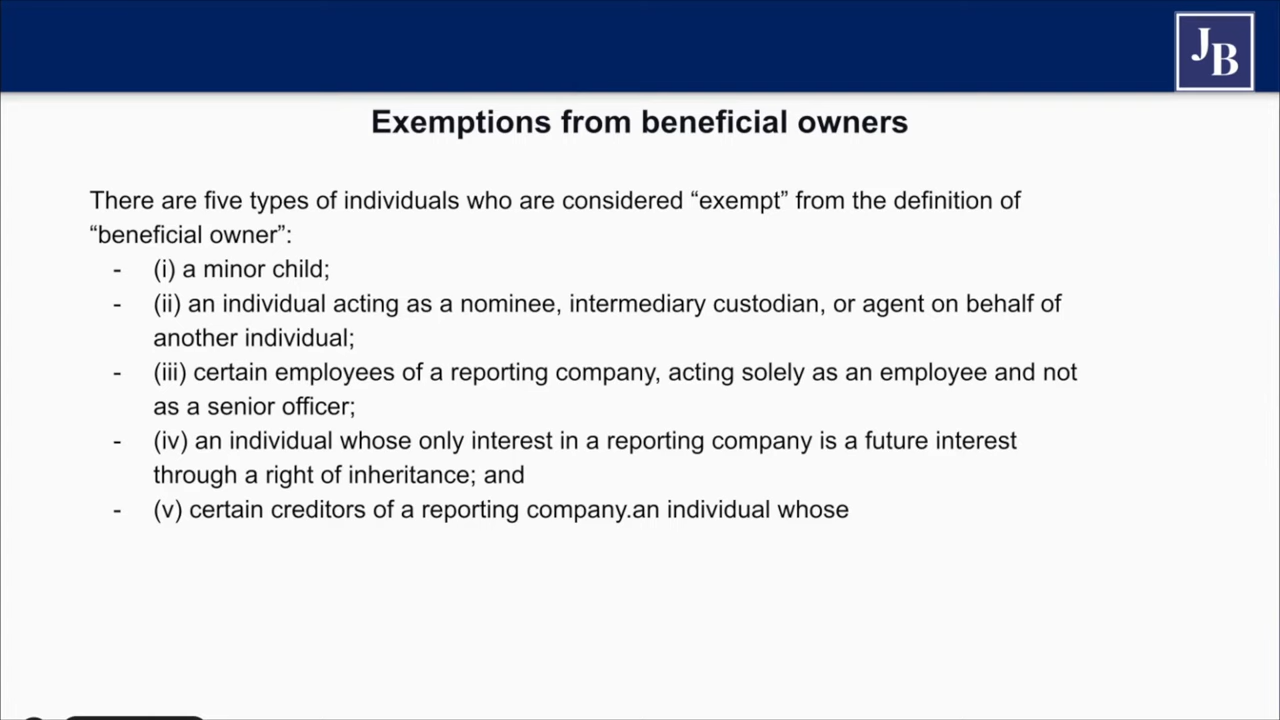 JB
Exemptions from beneficial owners
There are five types of individuals who are considered “exempt” from the definition of
“beneficial owner”:
- (i) a minor child;
- (ii) an individual acting as a nominee, intermediary custodian, or agent on behalf of
another individual;
- (iii) certain employees of a reporting company, acting solely as an employee and not
as a senior officer;
- (iv) an individual whose only interest in a reporting company is a future interest
through a right of inheritance; and
- (v) certain creditors of a reporting company.an individual whose